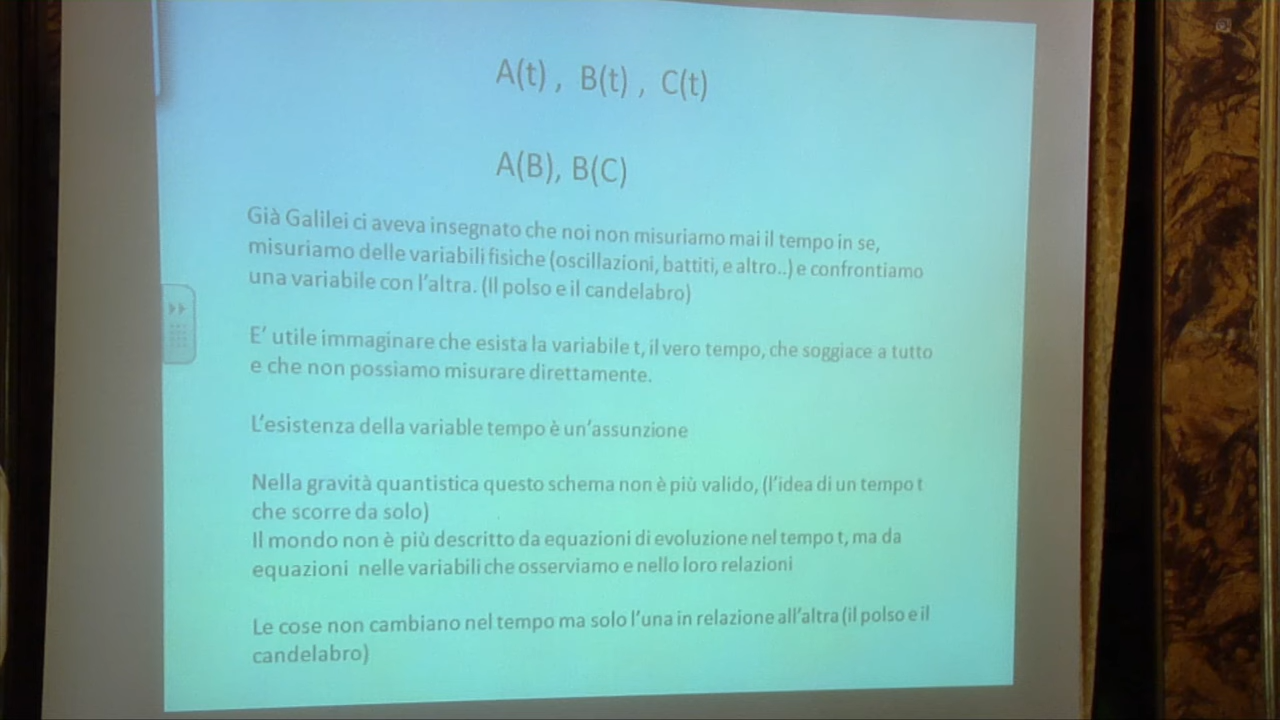 A(t) , B(t) , C(t)
A(B), B(C)
Già Galilei ci aveva insegnato che noi non misuriamo mai il tempo in se,
misuriamo delle variabili fisiche (oscillazioni, battiti, e altro..) e confrontiamo
una variabile con l'altra. (Il polso e il candelabro)
E' utile immaginare che esista la variabile t, il vero tempo, che soggiace a tutto
e che non possiamo misurare direttamente.
L'esistenza della variable tempo è un'assunzione
Nella gravità quantistica questo schema non è più valido, (l'idea di un tempo t
che scorre da solo)
Il mondo non è più descritto da equazioni di evoluzione nel tempo t, ma da
equazioni nelle variabili che osserviamo e nello loro relazioni
Le cose non cambiano nel tempo ma solo l'una in relazione all'altra (il polso e il
candelabro)